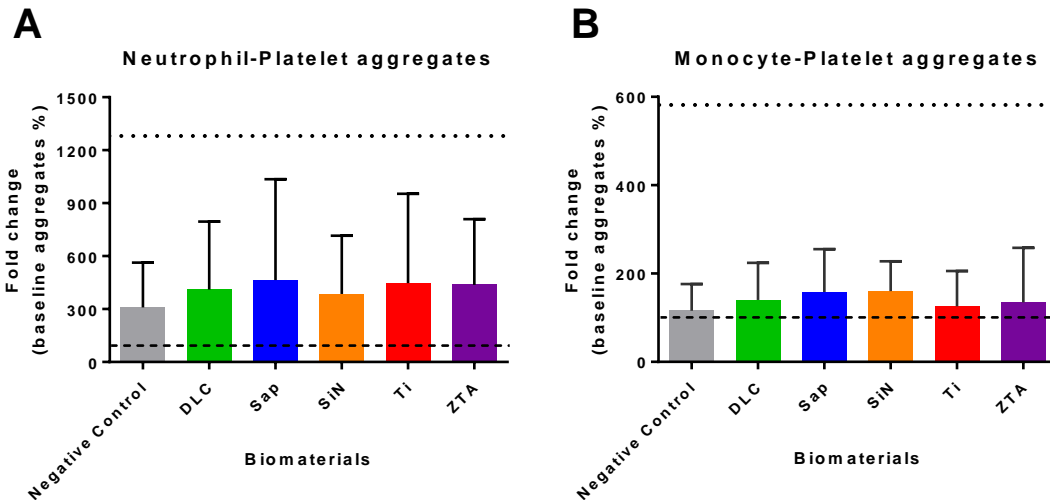 A
Neutrophil-Platelet aggregates
Fold change
(baseline aggregates %)
1500
1200
900
600
300
0
Negative Control
DLC
Sap
SiN
Ti
ZTA
Biomaterials
B
Monocyte-Platelet aggregates
Fold change
(baseline aggregates %)
600
400
200
0
Negative Control
DLC
Sap
SiN
Ti
ZTA
Biomaterials